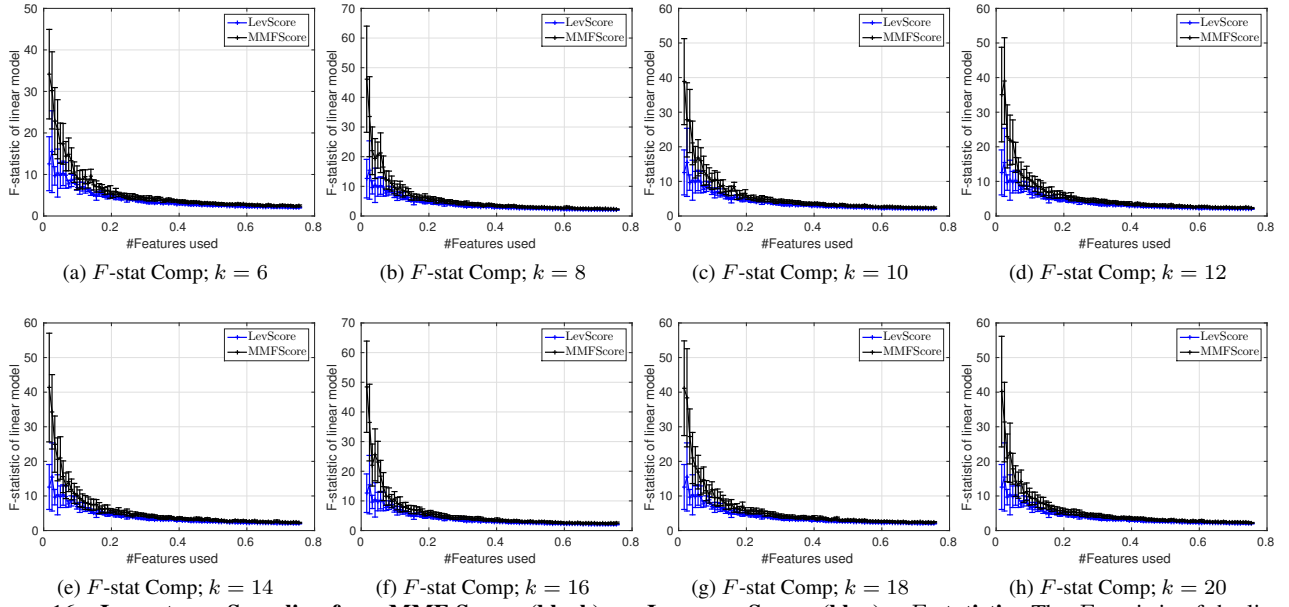 50
40
30
20
10
0
0 0.2 0.4 0.6 0.8
F-statistic of linear model
#Features used
LevScore
MMFScore
(a) F-stat Comp; k = 6
70
60
50
40
30
20
10
0
0 0.2 0.4 0.6 0.8
F-statistic of linear model
#Features used
LevScore
MMFScore
(b) F-stat Comp; k = 8
60
50
40
30
20
10
0
0 0.2 0.4 0.6 0.8
F-statistic of linear model
#Features used
LevScore
MMFScore
(c) F-stat Comp; k = 10
60
50
40
30
20
10
0
0 0.2 0.4 0.6 0.8
F-statistic of linear model
#Features used
LevScore
MMFScore
(d) F-stat Comp; k = 12
60
50
40
30
20
10
0
0 0.2 0.4 0.6 0.8
F-statistic of linear model
#Features used
LevScore
MMFScore
(e) F-stat Comp; k = 14
70
60
50
40
30
20
10
0
0 0.2 0.4 0.6 0.8
F-statistic of linear model
#Features used
LevScore
MMFScore
(f) F-stat Comp; k = 16
60
50
40
30
20
10
0
0 0.2 0.4 0.6 0.8
F-statistic of linear model
#Features used
LevScore
MMFScore
(g) F-stat Comp; k = 18
60
50
40
30
20
10
0
0 0.2 0.4 0.6 0.8
F-statistic of linear model
#Features used
LevScore
MMFScore
(h) F-stat Comp; k = 20